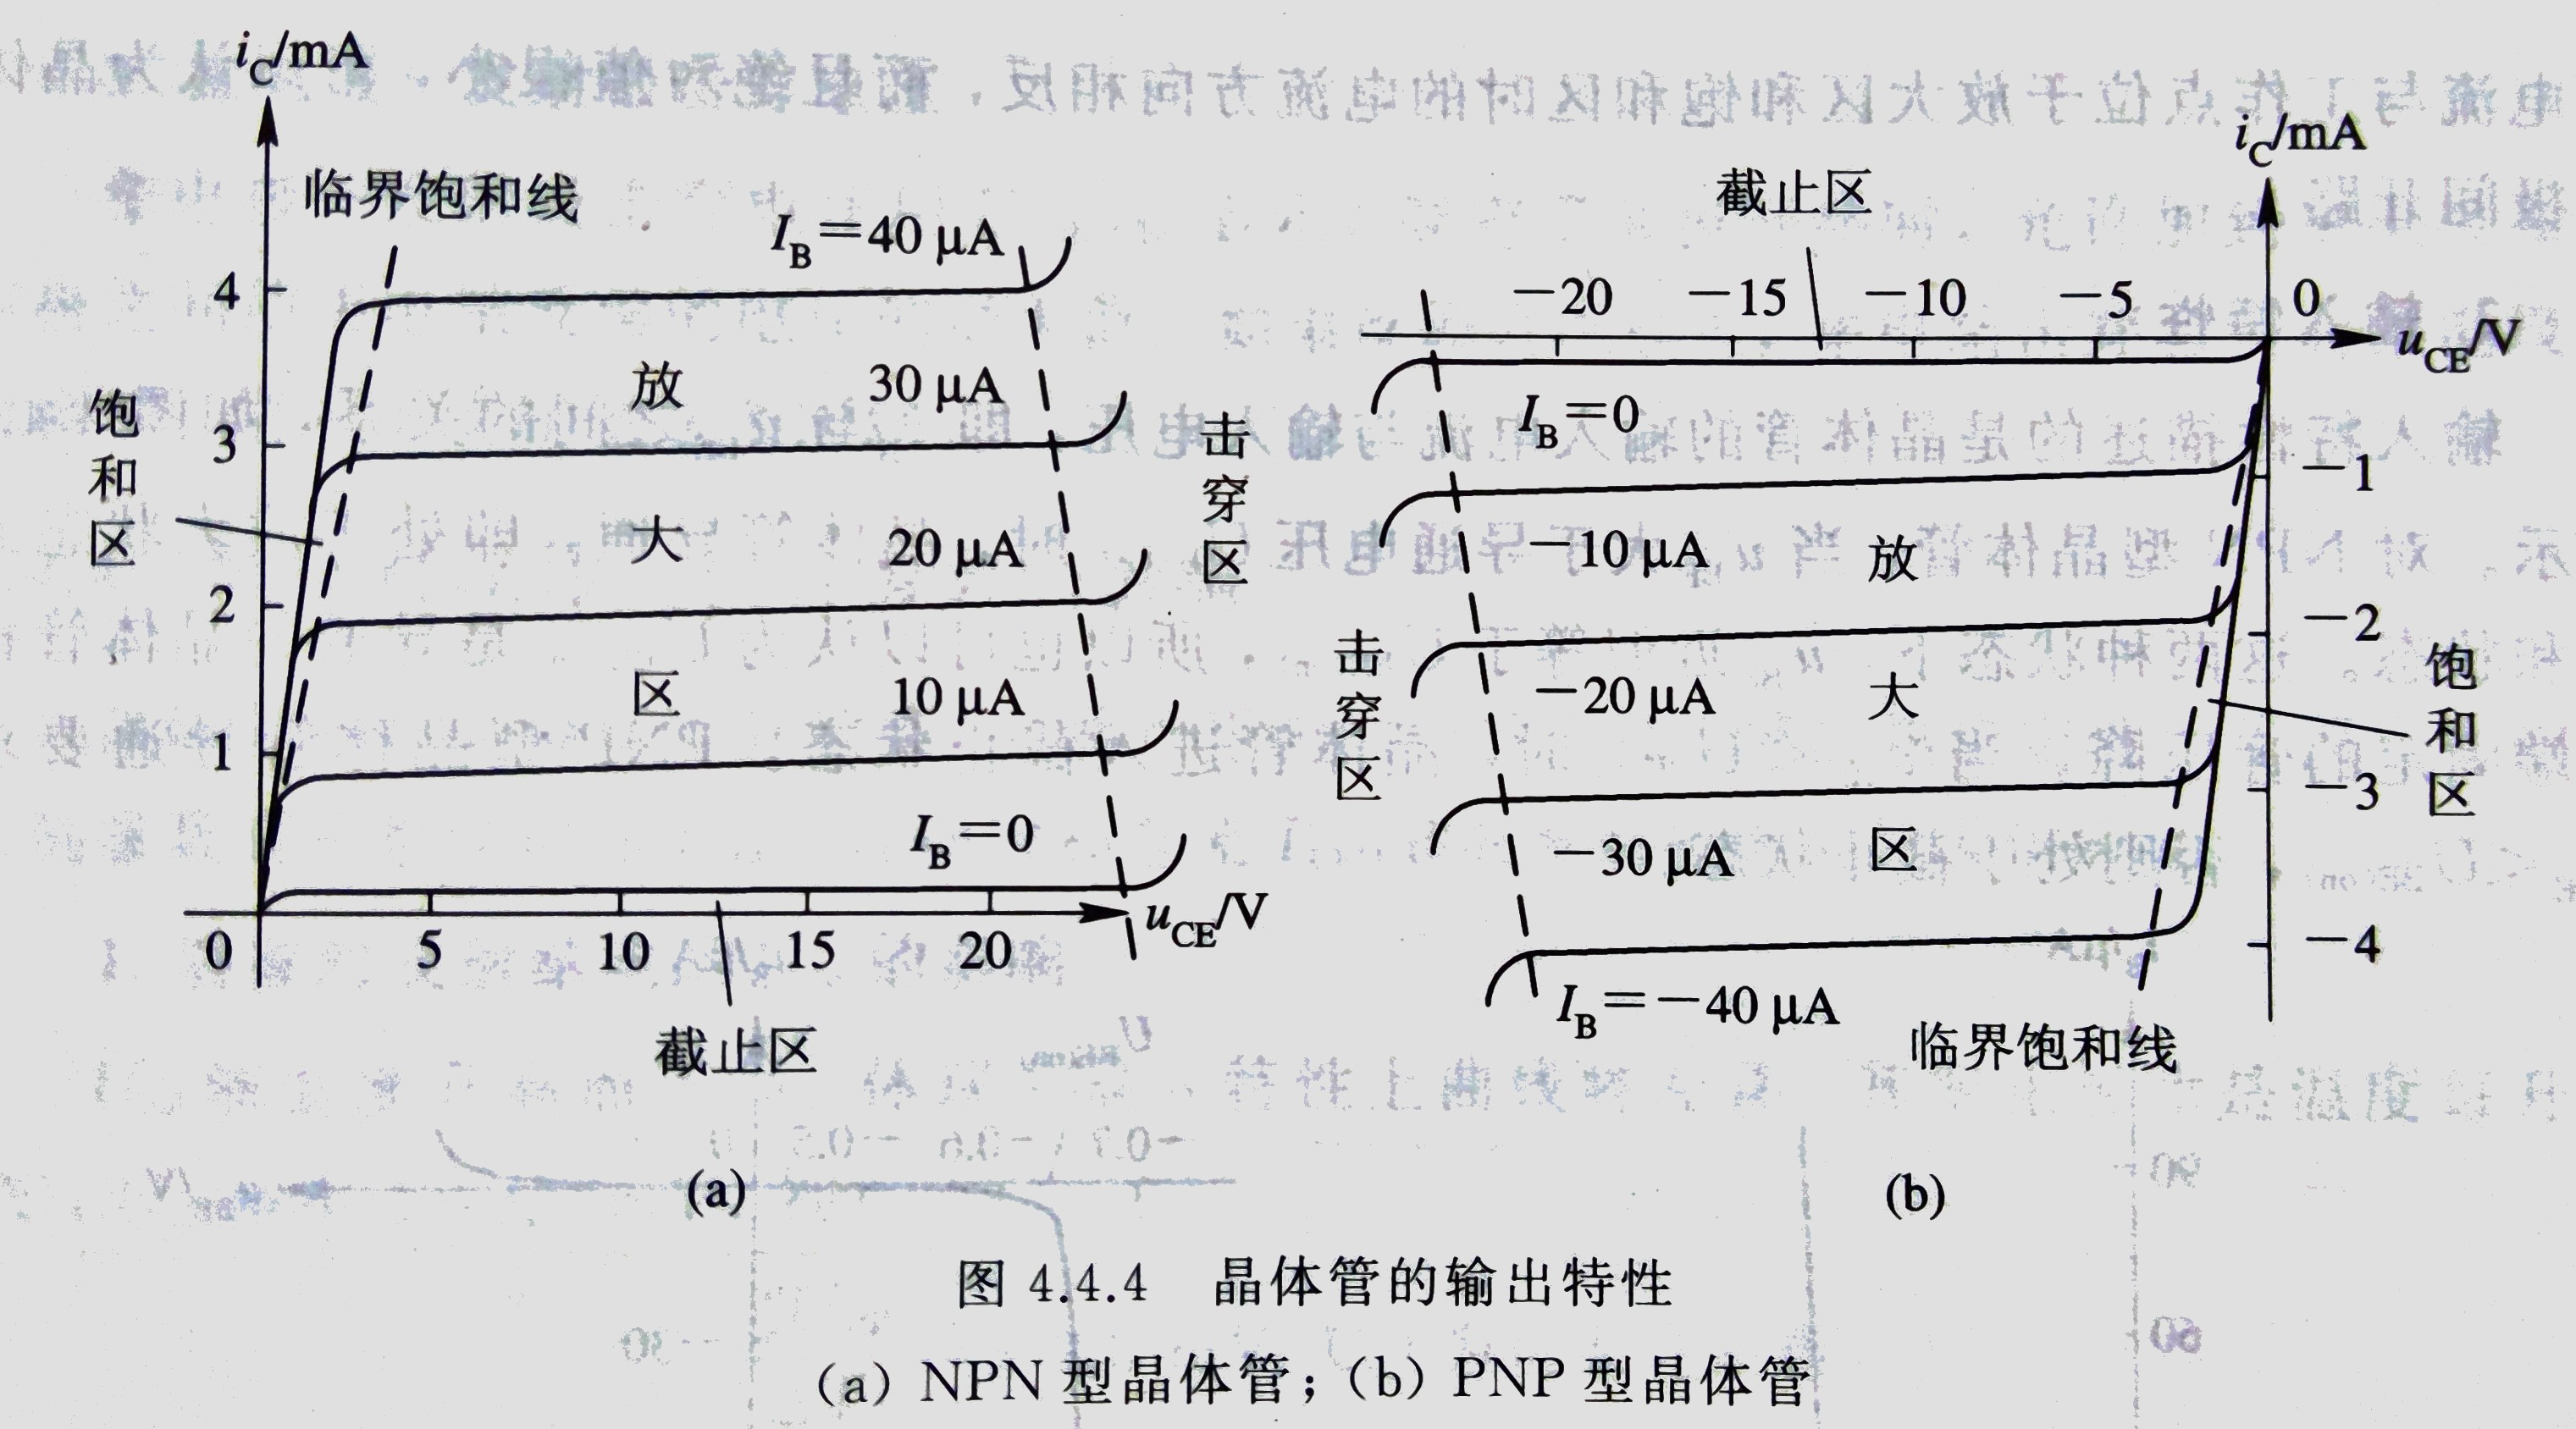 i_C/mA
临界饱和线
I_B=40 μA
4
放
30 μA
饱和区
3
击穿区
大
20 μA
2
区
10 μA
1
I_B=0
0
5
10
15
20
u_CE/V
截止区
(a)
i_C/mA
截止区
-20
-15
-10
-5
0
u_CE/V
I_B=0
-1
-10 μA
放
-2
击穿区
-20 μA
大
饱和区
-3
-30 μA
区
-4
I_B=-40 μA
临界饱和线
(b)
图 4.4.4 晶体管的输出特性
(a) NPN 型晶体管;(b) PNP 型晶体管